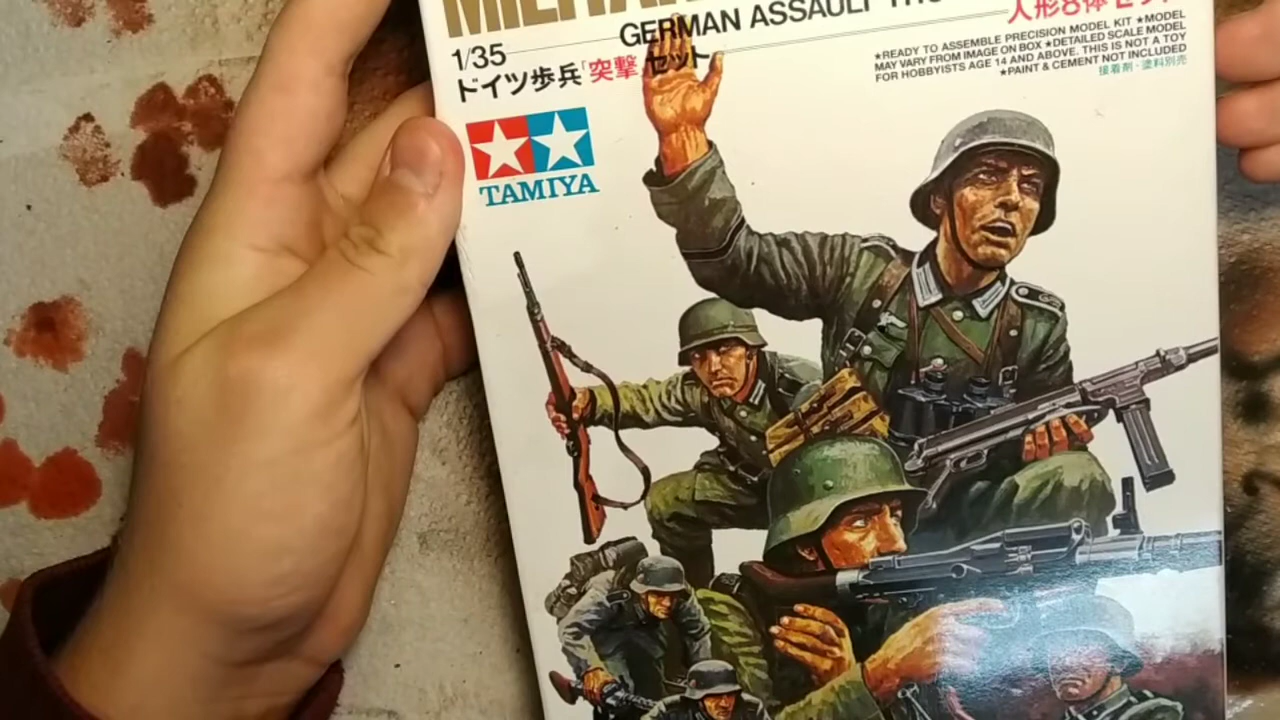 GERMAN ASSAULT
1/35
ドイツ歩兵「突撃」セット
人形8体セット
★READY TO ASSEMBLE PRECISION MODEL KIT ★MODEL
MAY VARY FROM IMAGE ON BOX ★DETAILED SCALE MODEL
FOR HOBBYISTS AGE 14 AND ABOVE. THIS IS NOT A TOY
★PAINT & CEMENT NOT INCLUDED
接着剤・塗料別売
TAMIYA